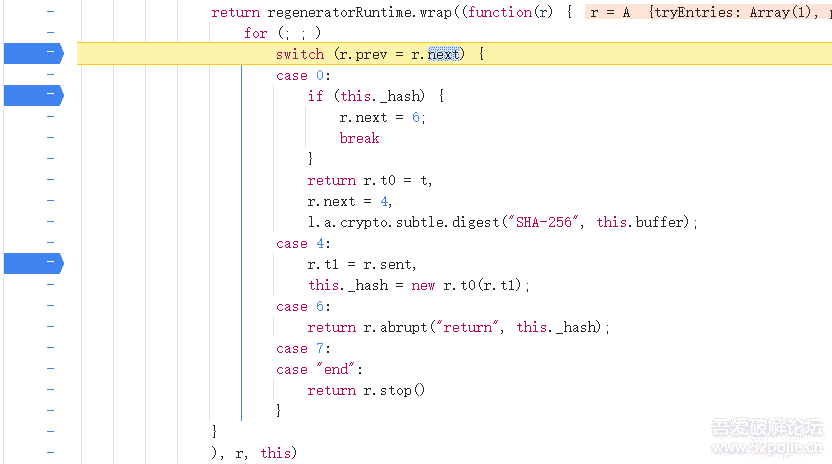 return regeneratorRuntime.wrap((function(r) { r = A {tryEntries: Array(1), p
for (; ; )
switch (r.prev = r.next) {
case 0:
if (this._hash) {
r.next = 6;
break
}
return r.t0 = t,
r.next = 4,
l.a.crypto.subtle.digest("SHA-256", this.buffer);
case 4:
r.t1 = r.sent,
this._hash = new r.t0(r.t1);
case 6:
return r.abrupt("return", this._hash);
case 7:
case "end":
return r.stop()
}
}
), r, this)
吾爱破解论坛
www.52pojie.cn